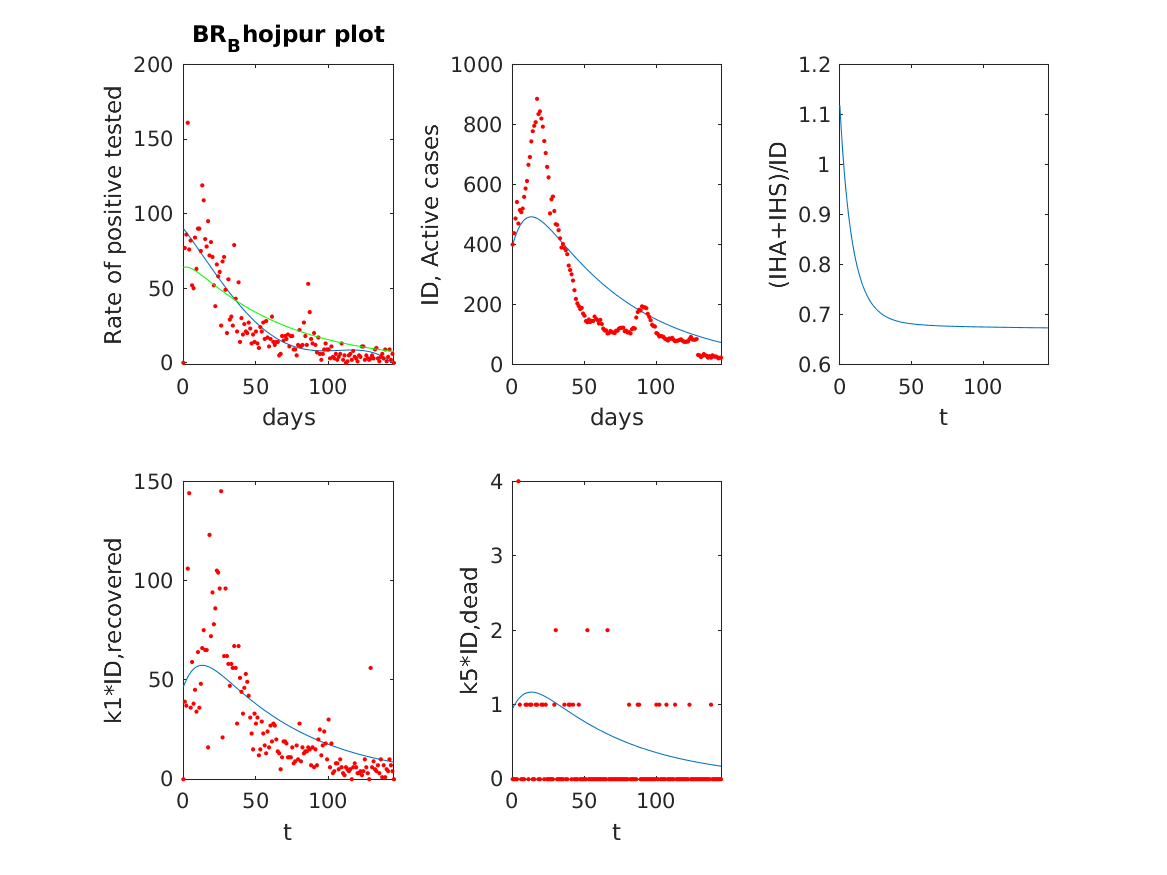 BR_Bhojpur plot
200
150
100
50
0
0 50 100
days
Rate of positive tested
1000
800
600
400
200
0
0 50 100
days
ID, Active cases
1.2
1.1
1
0.9
0.8
0.7
0.6
0 50 100
t
(IHA+IHS)/ID
150
100
50
0
0 50 100
t
k1*ID,recovered
4
3
2
1
0
0 50 100
t
k5*ID,dead